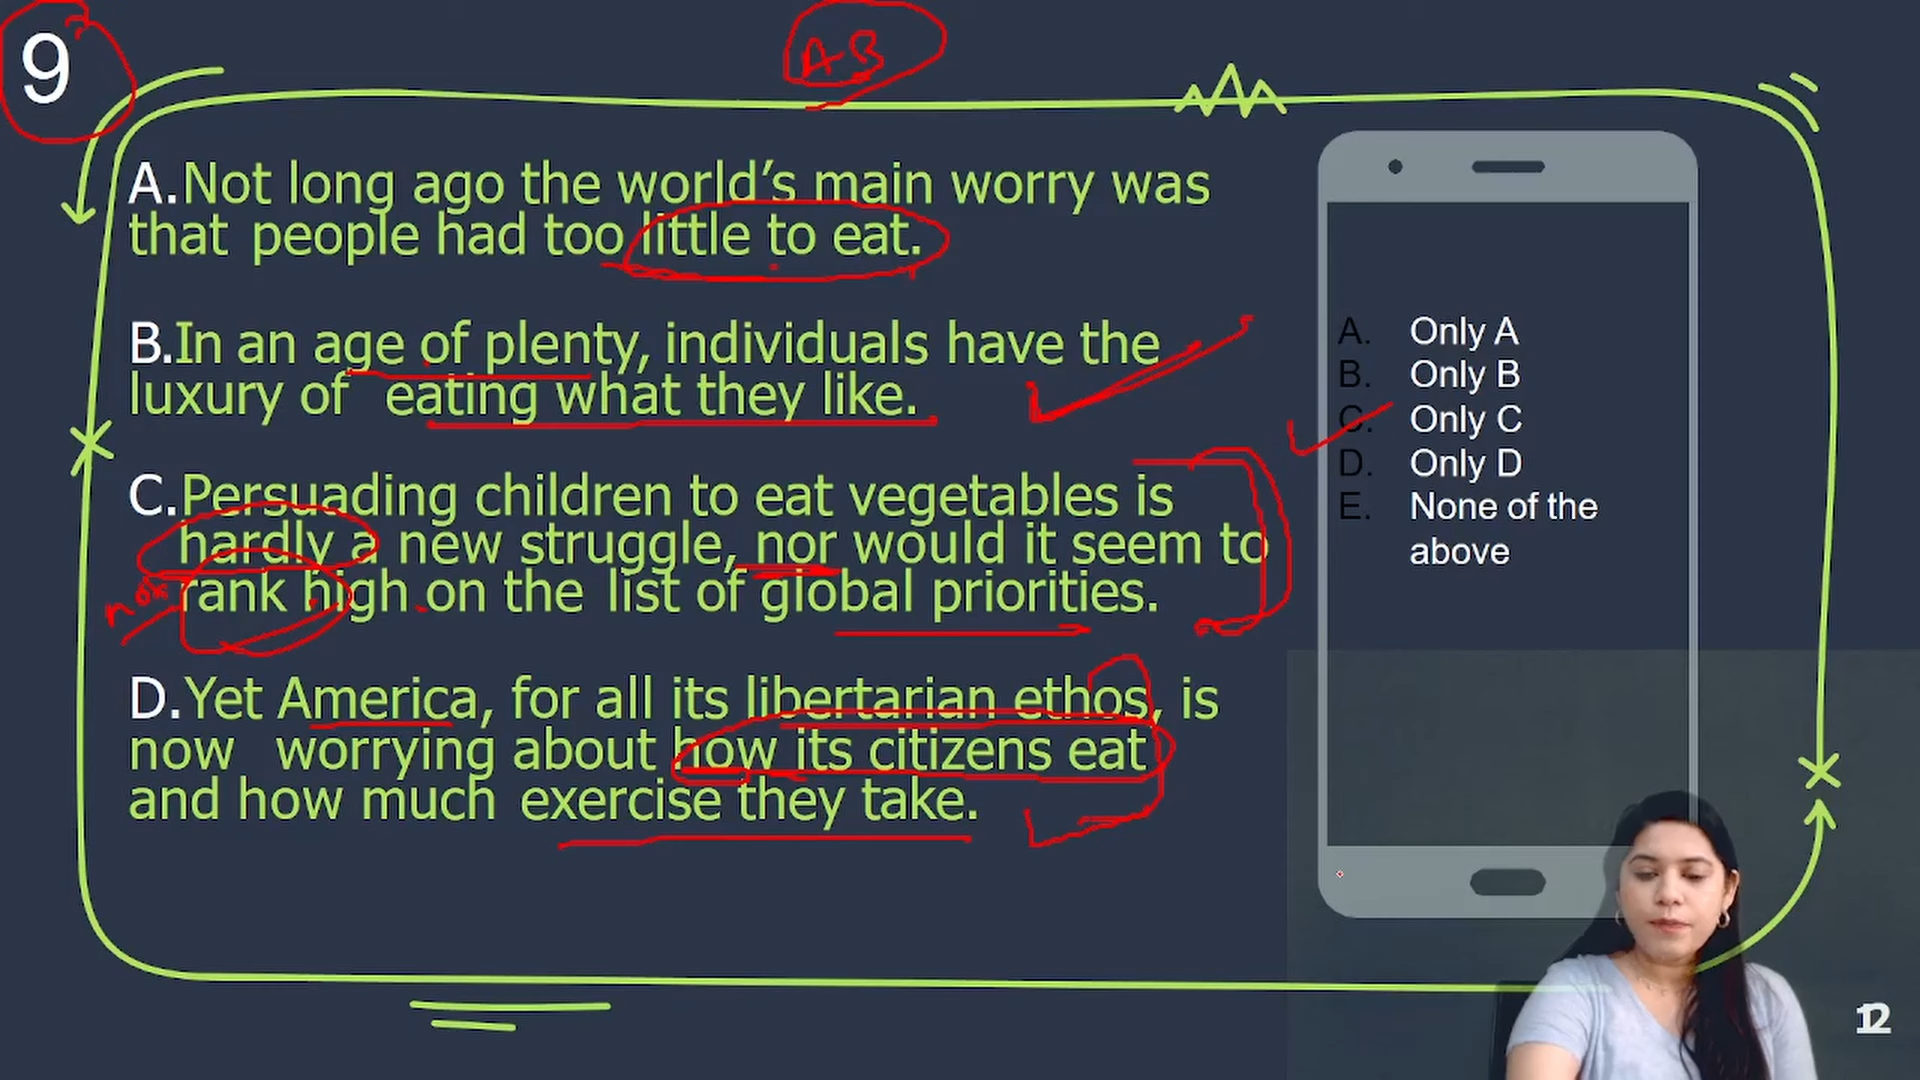 9
AB
A.Not long ago the world's main worry was
that people had too little to eat.
B.In an age of plenty, individuals have the
luxury of eating what they like.
C.Persuading children to eat vegetables is
hardly a new struggle, nor would it seem to
rank high on the list of global priorities.
nor
D.Yet America, for all its libertarian ethos, is
now worrying about how its citizens eat
and how much exercise they take.
A. Only A
B. Only B
C. Only C
D. Only D
E. None of the
above
12